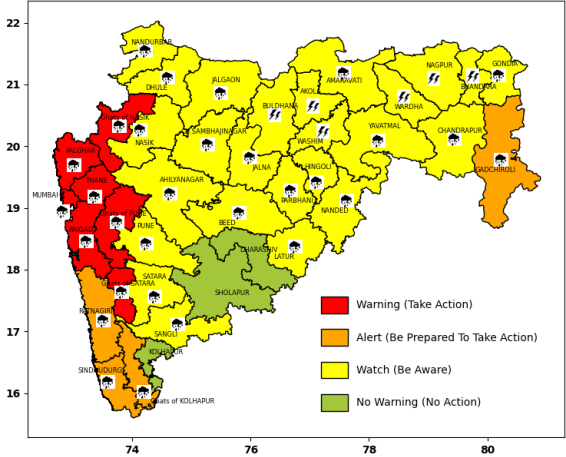 22
21
20
19
18
17
16
74
76
78
80
NANDURBAR
DHULE
JALGAON
AMARAVATI
NAGPUR
GONDIA
BHANDARA
WARDHA
AKOLA
BULDHANA
Ghats of NASIK
NASIK
SAMBHAJINAGAR
WASHIM
YAVATMAL
CHANDRAPUR
GADCHIROLI
PALGHAR
JALNA
HINGOLI
THANE
AHILYANAGAR
PARBHANI
NANDED
MUMBAI
Ghats of PUNE
PUNE
BEED
RAIGAD
DHARASHIV
LATUR
SATARA
Ghats of SATARA
SHOLAPUR
RATNAGIRI
SANGLI
KOLHAPUR
SINDHUDURG
Ghats of KOLHAPUR
Warning (Take Action)
Alert (Be Prepared To Take Action)
Watch (Be Aware)
No Warning (No Action)